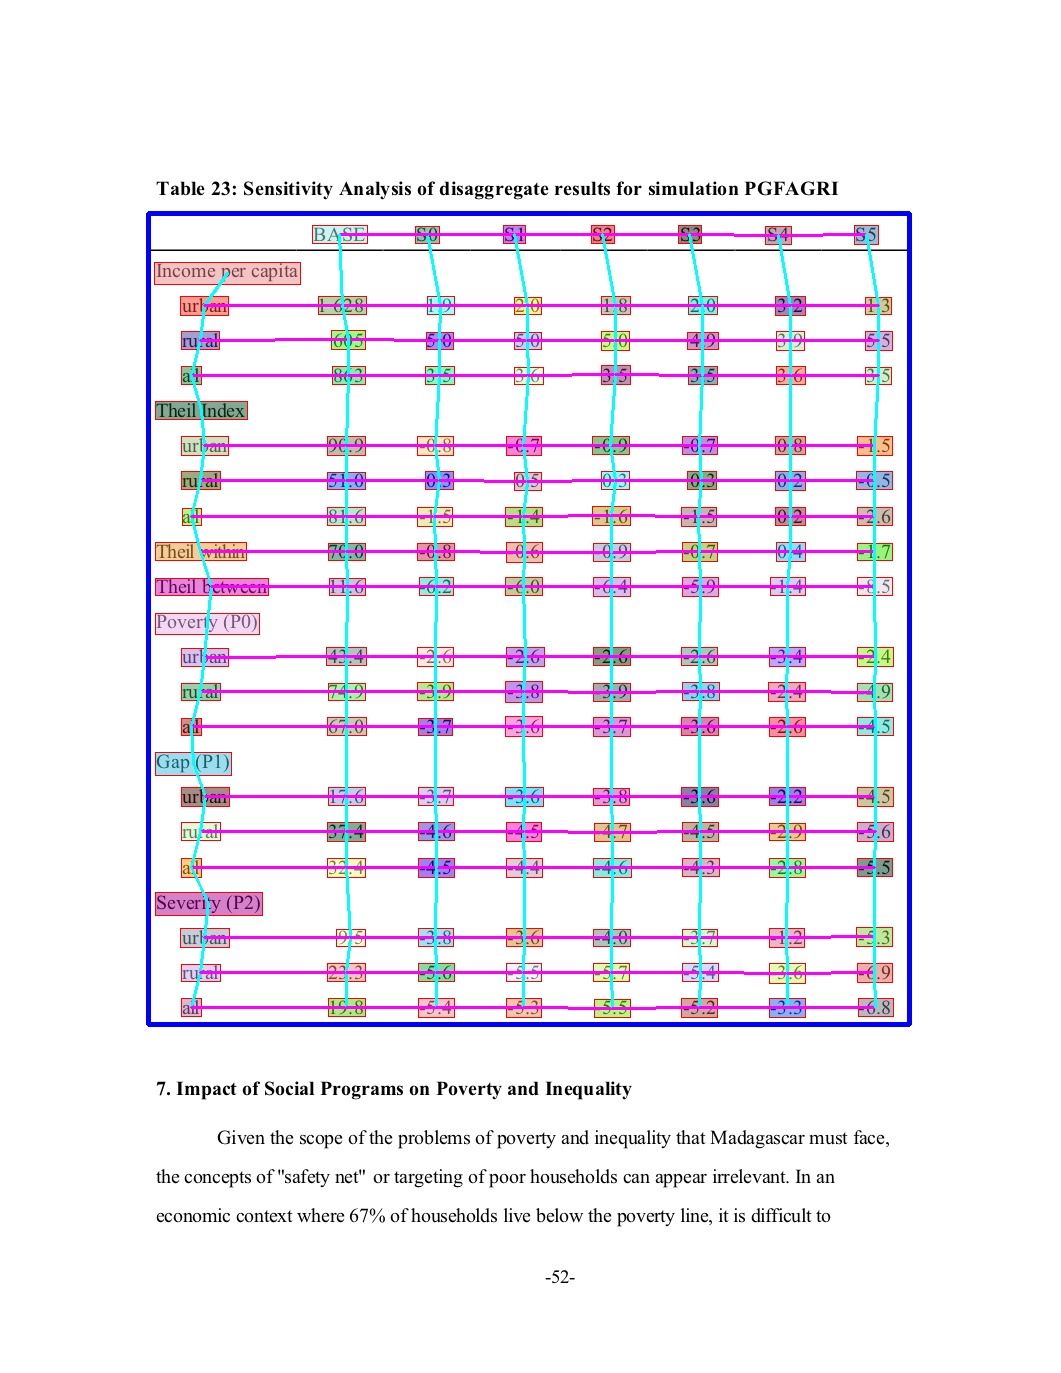 Table 23: Sensitivity Analysis of disaggregate results for simulation PGFAGRI
BASE S0 S1 S2 S3 S4 S5
Income per capita
urban 1 628 1.9 2.0 1.8 2.0 3.2 1.3
rural 605 5.0 5.0 5.0 4.9 3.9 5.5
all 863 3.5 3.6 3.5 3.5 3.6 3.5
Theil Index
urban 90.9 -0.8 -0.7 -0.9 -0.7 0.8 -1.5
rural 51.0 0.3 0.5 0.3 0.3 0.2 -0.5
all 81.6 -1.5 -1.4 -1.6 -1.5 0.2 -2.6
Theil within 70.0 -0.8 -0.6 -0.9 -0.7 0.4 -1.7
Theil between 11.6 -6.2 -6.0 -6.4 -5.9 -1.4 -8.5
Poverty (P0)
urban 43.4 -2.6 -2.6 -2.6 -2.6 -3.4 -2.4
rural 74.9 -3.9 -3.8 -3.9 -3.8 -2.4 -4.9
all 67.0 -3.7 -3.6 -3.7 -3.6 -2.6 -4.5
Gap (P1)
urban 17.6 -3.7 -3.6 -3.8 -3.6 -2.2 -4.5
rural 37.4 -4.6 -4.5 -4.7 -4.5 -2.9 -5.6
all 32.4 -4.5 -4.4 -4.6 -4.3 -2.8 -5.5
Severity (P2)
urban 9.5 -3.8 -3.6 -4.0 -3.7 -1.2 -5.3
rural 23.3 -5.6 -5.5 -5.7 -5.4 -3.6 -6.9
all 19.8 -5.4 -5.3 -5.5 -5.2 -3.3 -6.8
7. Impact of Social Programs on Poverty and Inequality
Given the scope of the problems of poverty and inequality that Madagascar must face,
the concepts of "safety net" or targeting of poor households can appear irrelevant. In an
economic context where 67% of households live below the poverty line, it is difficult to
-52-